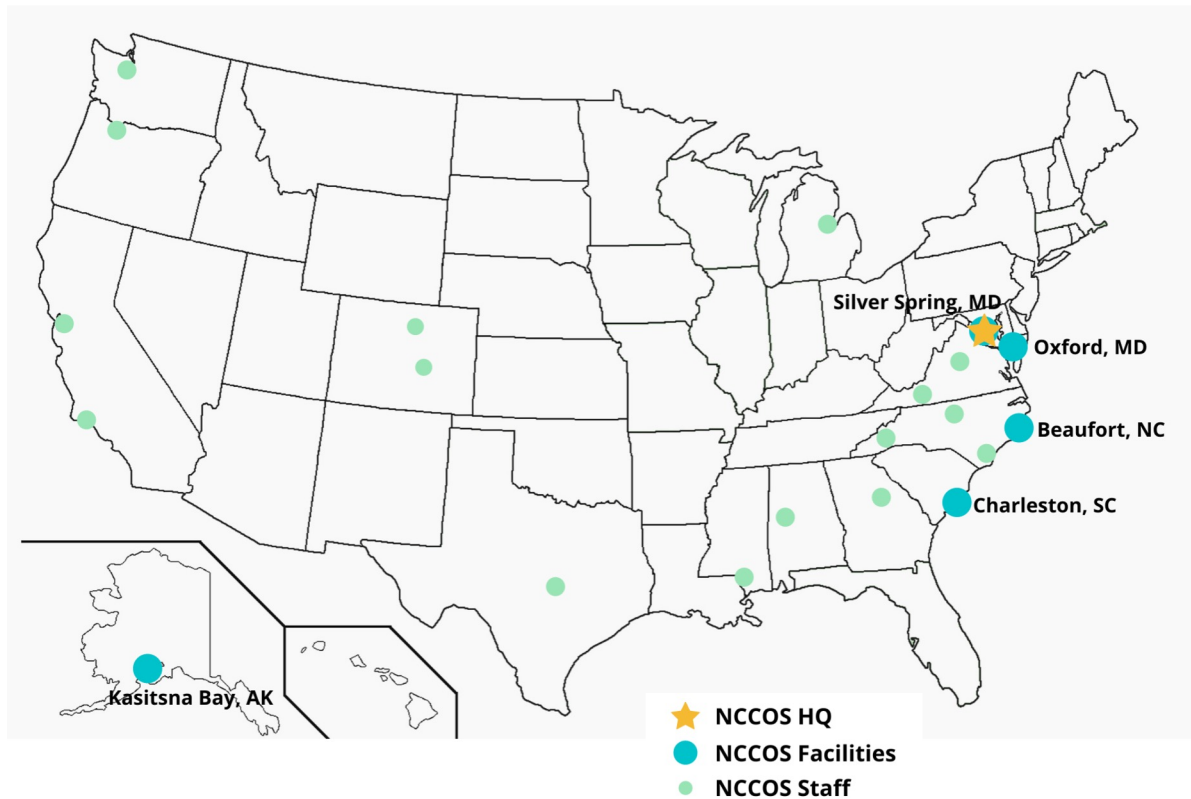 Silver Spring, MD
Oxford, MD
Beaufort, NC
Charleston, SC
Kasitsna Bay, AK
NCCOS HQ
NCCOS Facilities
NCCOS Staff